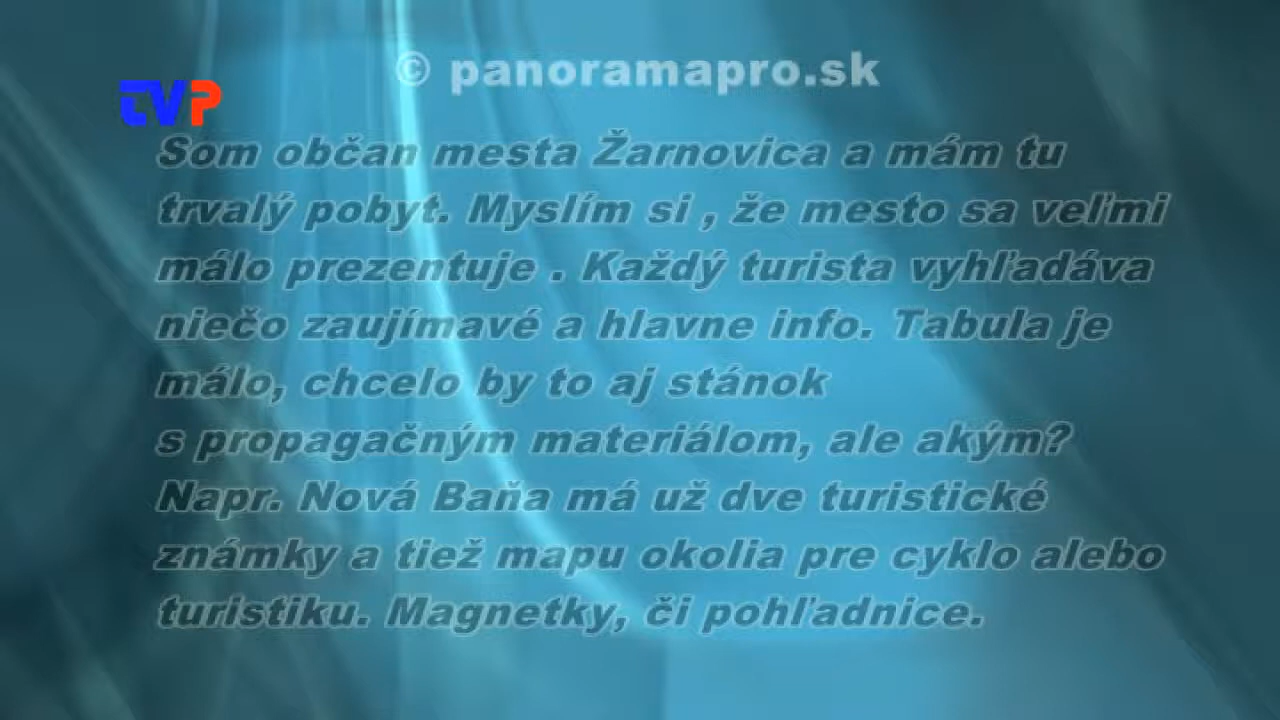 © panoramapro.sk
tvp
Som občan mesta Žarnovica a mám tu
trvalý pobyt. Myslím si , že mesto sa veľmi
málo prezentuje . Každý turista vyhľadáva
niečo zaujímavé a hlavne info. Tabula je
málo, chcelo by to aj stánok
s propagačným materiálom, ale akým?
Napr. Nová Baňa má už dve turistické
známky a tiež mapu okolia pre cyklo alebo
turistiku. Magnetky, či pohľadnice.